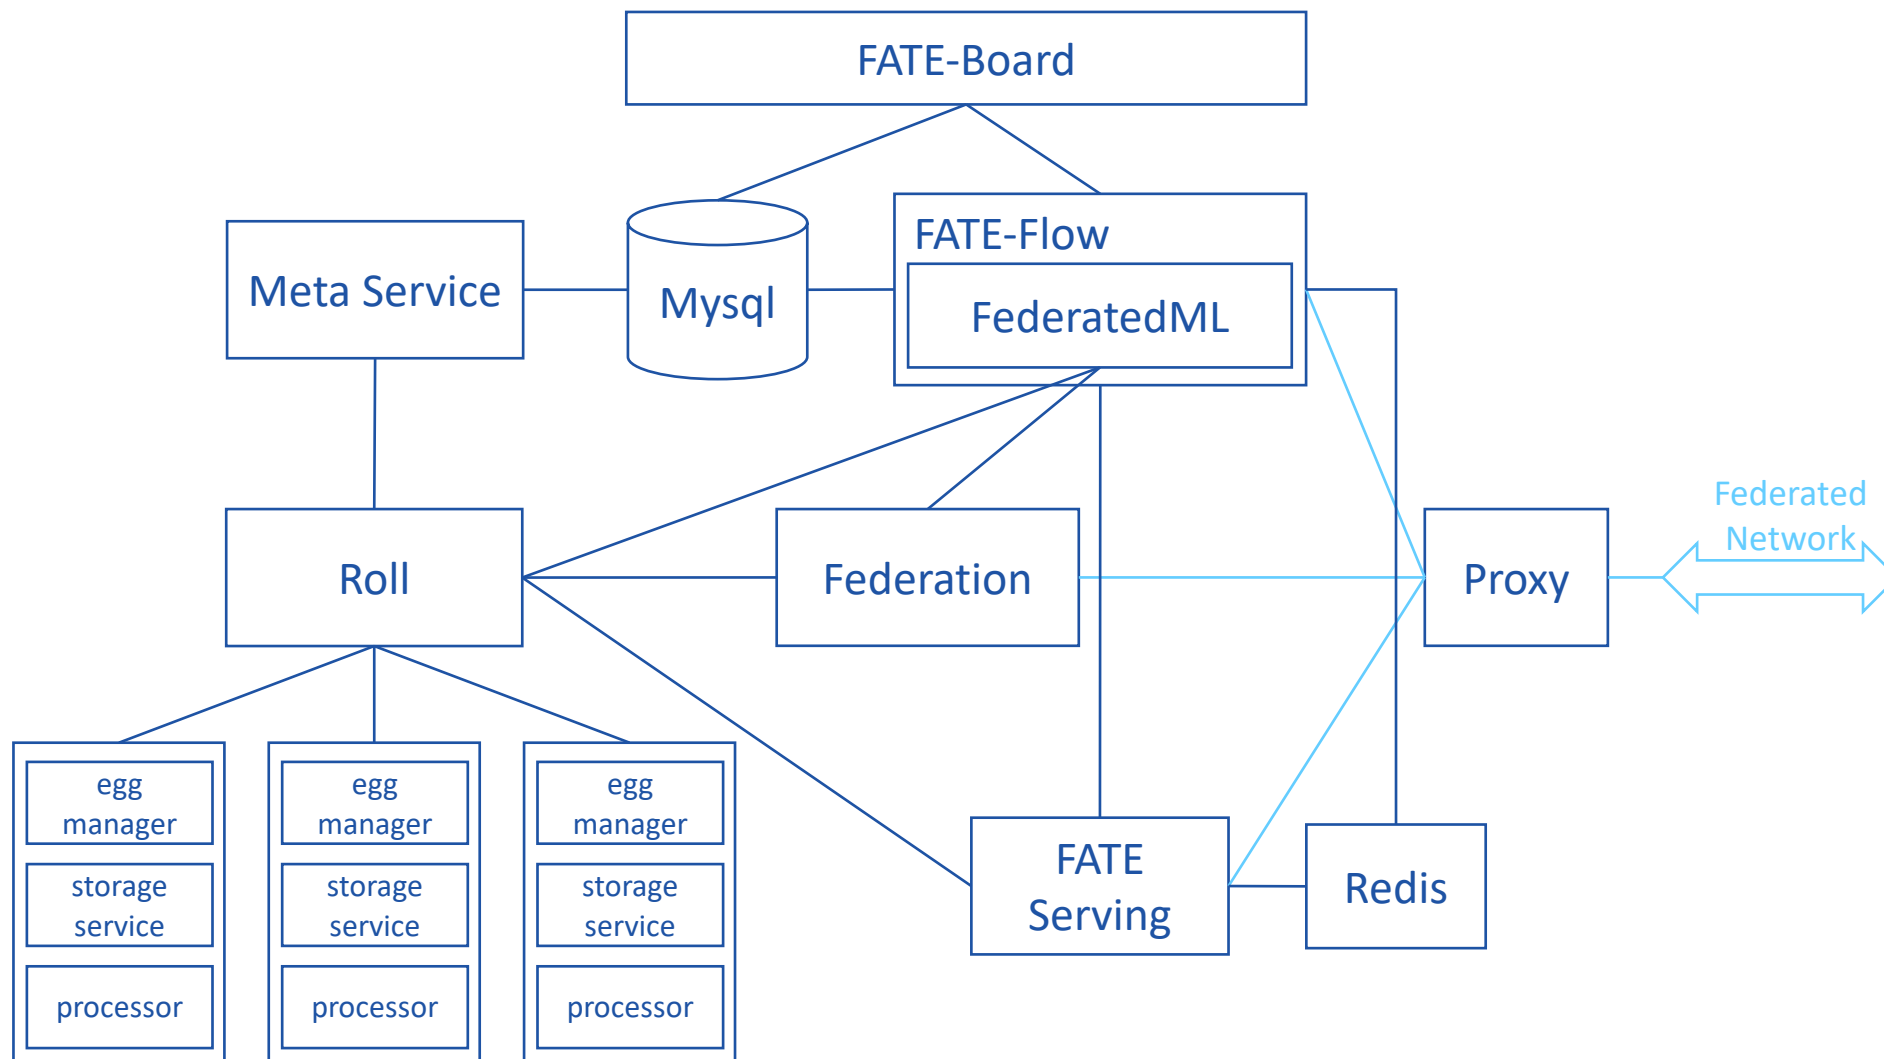 FATE-Board
FATE-Flow
Meta Service
Mysql
FederatedML
Federated
Network
Roll
Federation
Proxy
egg
manager
egg
manager
egg
manager
storage
service
storage
service
storage
service
processor
processor
processor
FATE
Serving
Redis